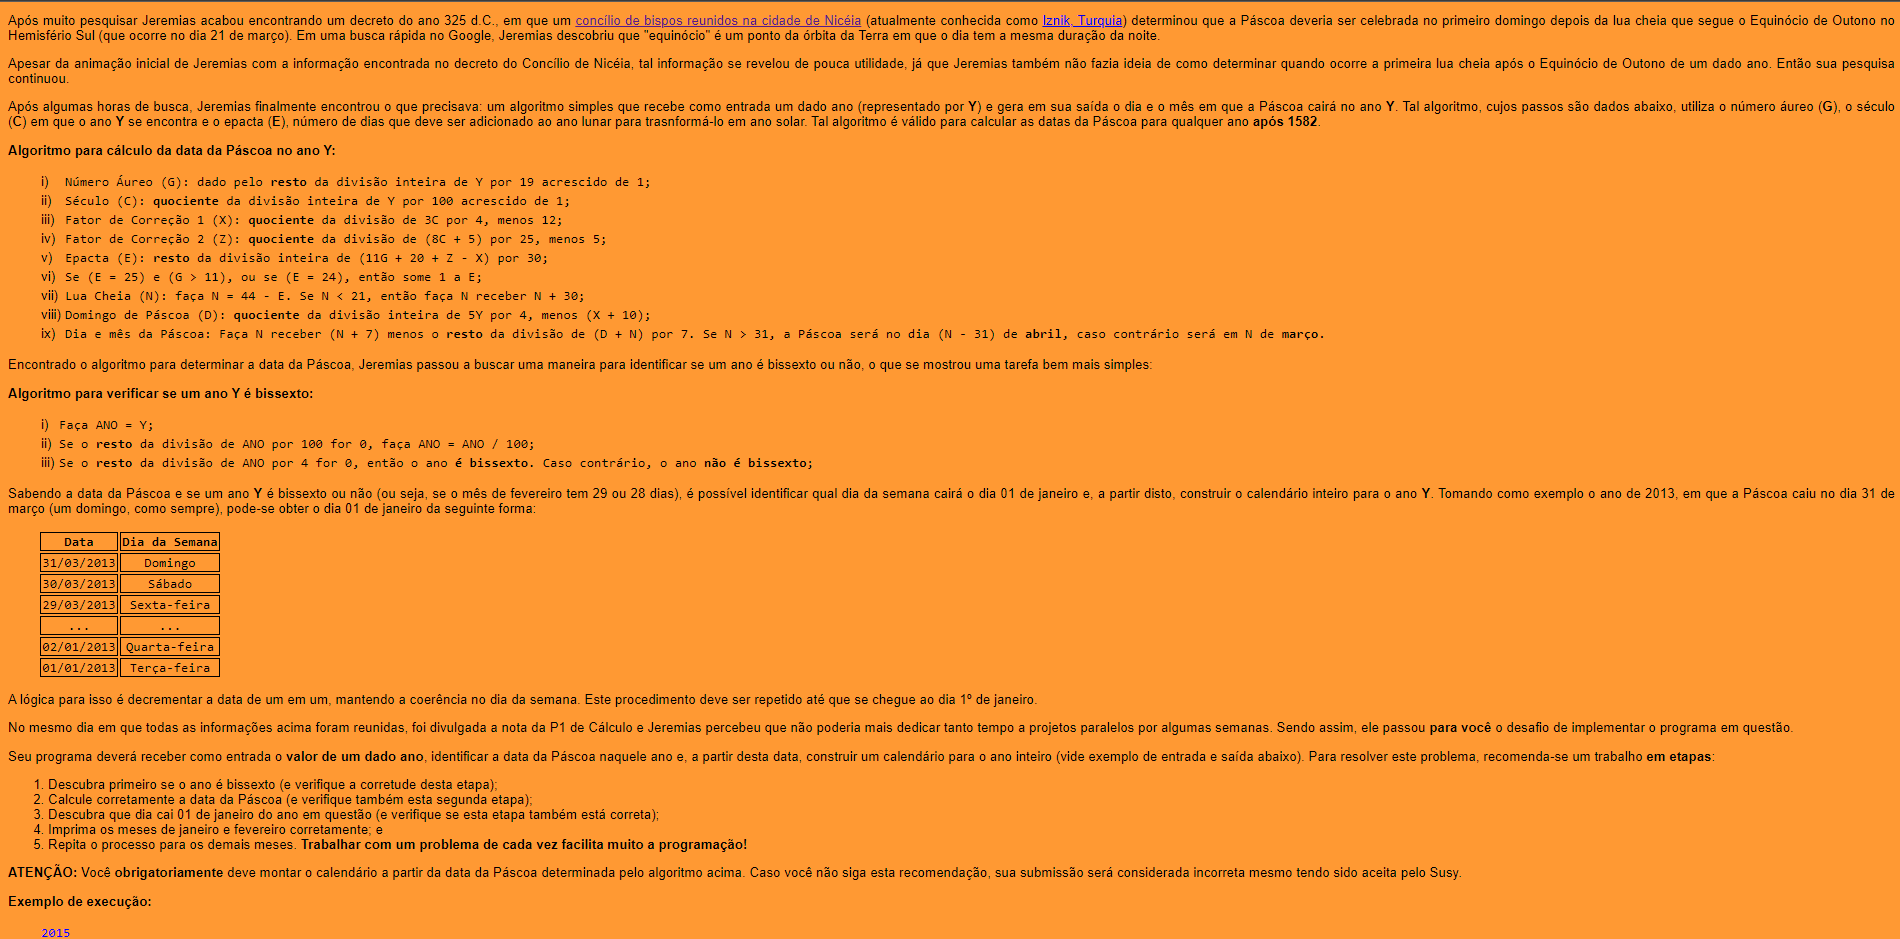 Após muito pesquisar Jeremias acabou encontrando um decreto do ano 325 d.C., em que um concílio de bispos reunidos na cidade de Nicéia (atualmente conhecida como Iznik, Turquia) determinou que a Páscoa deveria ser celebrada no primeiro domingo depois da lua cheia que segue o Equinócio de Outono no
Hemisfério Sul (que ocorre no dia 21 de março). Em uma busca rápida no Google, Jeremias descobriu que "equinócio" é um ponto da órbita da Terra em que o dia tem a mesma duração da noite.
Apesar da animação inicial de Jeremias com a informação encontrada no decreto do Concílio de Nicéia, tal informação se revelou de pouca utilidade, já que Jeremias também não fazia ideia de como determinar quando ocorre a primeira lua cheia após o Equinócio de Outono de um dado ano. Então sua pesquisa
continuou.
Após algumas horas de busca, Jeremias finalmente encontrou o que precisava: um algoritmo simples que recebe como entrada um dado ano (representado por Y) e gera em sua saída o dia e o mês em que a Páscoa cairá no ano Y. Tal algoritmo, cujos passos são dados abaixo, utiliza o número áureo (G), o século
(C) em que o ano Y se encontra e o epacta (E), número de dias que deve ser adicionado ao ano lunar para trasnformá-lo em ano solar. Tal algoritmo é válido para calcular as datas da Páscoa para qualquer ano após 1582.
Algoritmo para cálculo da data da Páscoa no ano Y:
i) Número Áureo (G): dado pelo resto da divisão inteira de Y por 19 acrescido de 1;
ii) Século (C): quociente da divisão inteira de Y por 100 acrescido de 1;
iii) Fator de Correção 1 (X): quociente da divisão de 3C por 4, menos 12;
iv) Fator de Correção 2 (Z): quociente da divisão de (8C + 5) por 25, menos 5;
v) Epacta (E): resto da divisão inteira de (11G + 20 + Z - X) por 30;
vi) Se (E = 25) e (G > 11), ou se (E = 24), então some 1 a E;
vii) Lua Cheia (N): faça N = 44 - E. Se N < 21, então faça N receber N + 30;
viii) Domingo de Páscoa (D): quociente da divisão inteira de 5Y por 4, menos (X + 10);
ix) Dia e mês da Páscoa: Faça N receber (N + 7) menos o resto da divisão de (D + N) por 7. Se N > 31, a Páscoa será no dia (N - 31) de abril, caso contrário será em N de março.
Encontrado o algoritmo para determinar a data da Páscoa, Jeremias passou a buscar uma maneira para identificar se um ano é bissexto ou não, o que se mostrou uma tarefa bem mais simples:
Algoritmo para verificar se um ano Y é bissexto:
i) Faça ANO = Y;
ii) Se o resto da divisão de ANO por 100 for 0, faça ANO = ANO / 100;
iii) Se o resto da divisão de ANO por 4 for 0, então o ano é bissexto. Caso contrário, o ano não é bissexto;
Sabendo a data da Páscoa e se um ano Y é bissexto ou não (ou seja, se o mês de fevereiro tem 29 ou 28 dias), é possível identificar qual dia da semana cairá o dia 01 de janeiro e, a partir disto, construir o calendário inteiro para o ano Y. Tomando como exemplo o ano de 2013, em que a Páscoa caiu no dia 31 de
março (um domingo, como sempre), pode-se obter o dia 01 de janeiro da seguinte forma:
Data Dia da Semana
31/03/2013 Domingo
30/03/2013 Sábado
29/03/2013 Sexta-feira
... ...
02/01/2013 Quarta-feira
01/01/2013 Terça-feira
A lógica para isso é decrementar a data de um em um, mantendo a coerência no dia da semana. Este procedimento deve ser repetido até que se chegue ao dia 1º de janeiro.
No mesmo dia em que todas as informações acima foram reunidas, foi divulgada a nota da P1 de Cálculo e Jeremias percebeu que não poderia mais dedicar tanto tempo a projetos paralelos por algumas semanas. Sendo assim, ele passou para você o desafio de implementar o programa em questão.
Seu programa deverá receber como entrada o valor de um dado ano, identificar a data da Páscoa naquele ano e, a partir desta data, construir um calendário para o ano inteiro (vide exemplo de entrada e saída abaixo). Para resolver este problema, recomenda-se um trabalho em etapas:
1. Descubra primeiro se o ano é bissexto (e verifique a corretude desta etapa);
2. Calcule corretamente a data da Páscoa (e verifique também esta segunda etapa);
3. Descubra que dia cai 01 de janeiro do ano em questão (e verifique se esta etapa também está correta);
4. Imprima os meses de janeiro e fevereiro corretamente; e
5. Repita o processo para os demais meses. Trabalhar com um problema de cada vez facilita muito a programação!
ATENÇÃO: Você obrigatoriamente deve montar o calendário a partir da data da Páscoa determinada pelo algoritmo acima. Caso você não siga esta recomendação, sua submissão será considerada incorreta mesmo tendo sido aceita pelo Susy.
Exemplo de execução:
2015